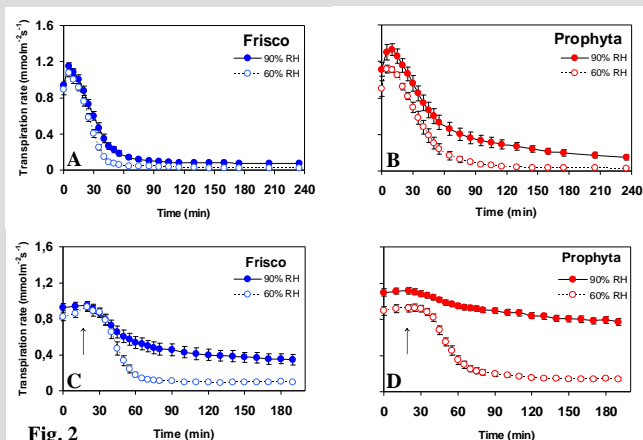 Frisco
90% RH
60% RH
Transpiration rate (mmolm⁻²s⁻¹)
1.6
1.2
0.8
0.4
0
A
0 30 60 90 120 150 180 210 240
Time (min)
Prophyta
90% RH
60% RH
B
0 30 60 90 120 150 180 210 240
Time (min)
Frisco
90% RH
60% RH
Transpiration rate (mmolm⁻²s⁻¹)
1,6
1,2
0,8
0,4
0
C
0 30 60 90 120 150 180
Time (min)
Prophyta
90% RH
60% RH
D
0 30 60 90 120 150 180
Time (min)
Fig. 2